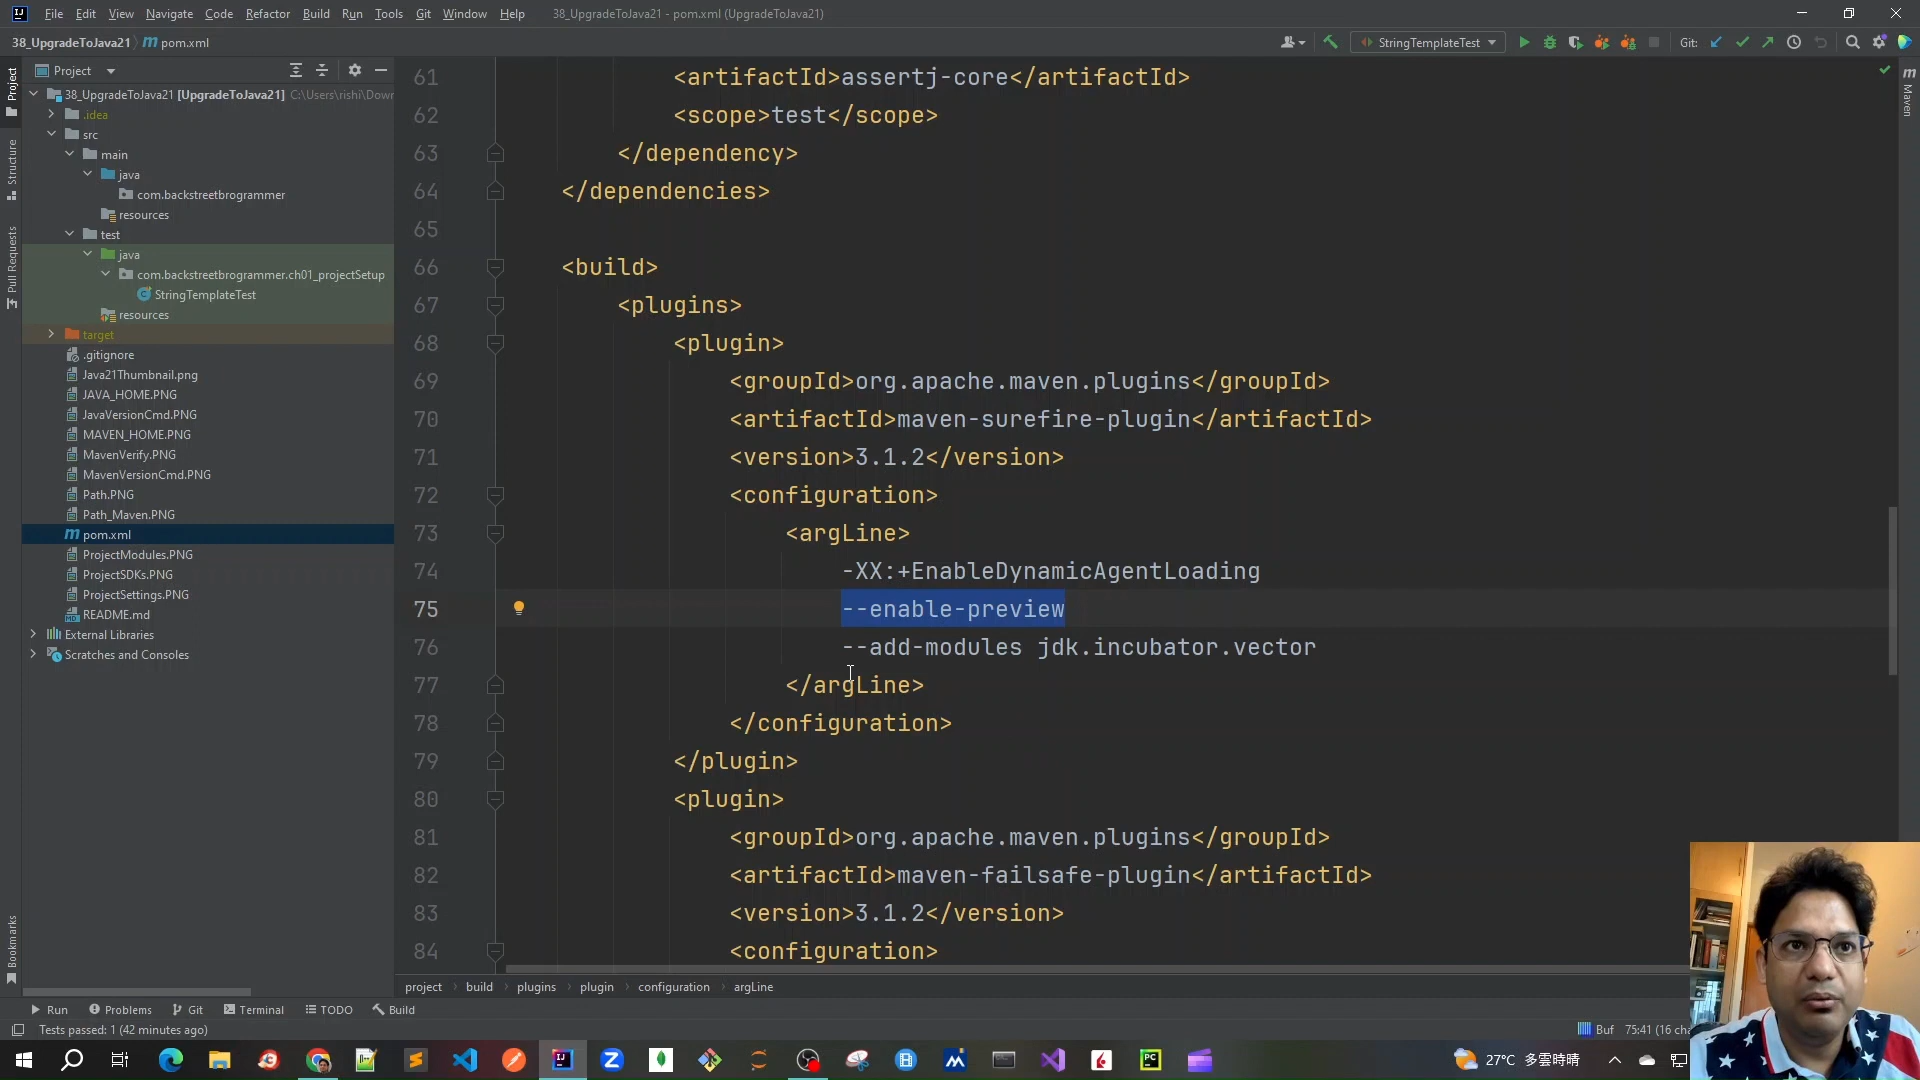 File Edit View Navigate Code Refactor Build Run Tools Git Window Help 38_UpgradeToJava21 - pom.xml (UpgradeToJava21)
38_UpgradeToJava21 pom.xml StringTemplateTest Git:
Project
38_UpgradeToJava21 [UpgradeToJava21] C:\Users\rishi\Dowr
.idea
src
main
java
com.backstreetbrogrammer
resources
test
java
com.backstreetbrogrammer.ch01_projectSetup
StringTemplateTest
resources
target
.gitignore
Java21Thumbnail.png
JAVA_HOME.PNG
JavaVersionCmd.PNG
MAVEN_HOME.PNG
MavenVerify.PNG
MavenVersionCmd.PNG
Path.PNG
Path_Maven.PNG
pom.xml
ProjectModules.PNG
ProjectSDKs.PNG
ProjectSettings.PNG
README.md
External Libraries
Scratches and Consoles
Project
Structure
Pull Requests
Bookmarks
61 <artifactId>assertj-core</artifactId>
62 <scope>test</scope>
63 </dependency>
64 </dependencies>
65
66 <build>
67 <plugins>
68 <plugin>
69 <groupId>org.apache.maven.plugins</groupId>
70 <artifactId>maven-surefire-plugin</artifactId>
71 <version>3.1.2</version>
72 <configuration>
73 <argLine>
74 -XX:+EnableDynamicAgentLoading
75 --enable-preview
76 --add-modules jdk.incubator.vector
77 </argLine>
78 </configuration>
79 </plugin>
80 <plugin>
81 <groupId>org.apache.maven.plugins</groupId>
82 <artifactId>maven-failsafe-plugin</artifactId>
83 <version>3.1.2</version>
84 <configuration>
Maven
project build plugins plugin configuration argLine
Run Problems Git Terminal TODO Build
Tests passed: 1 (42 minutes ago) Buf 75:41 (16 cha
27°C 多雲時晴